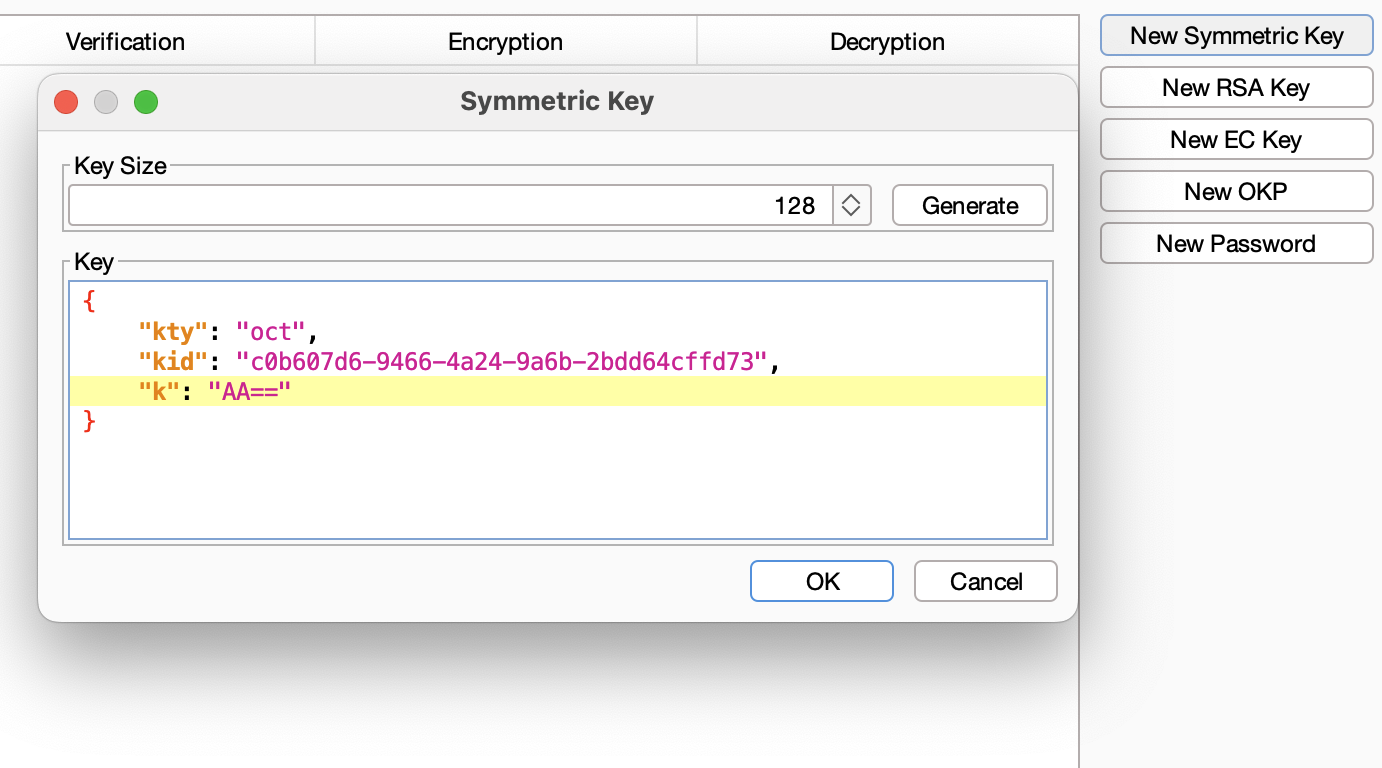 Verification Encryption Decryption
New Symmetric Key
New RSA Key
New EC Key
New OKP
New Password
Symmetric Key
Key Size
128 Generate
Key
{
"kty": "oct",
"kid": "c0b607d6-9466-4a24-9a6b-2bdd64cffd73",
"k": "AA=="
}
OK Cancel